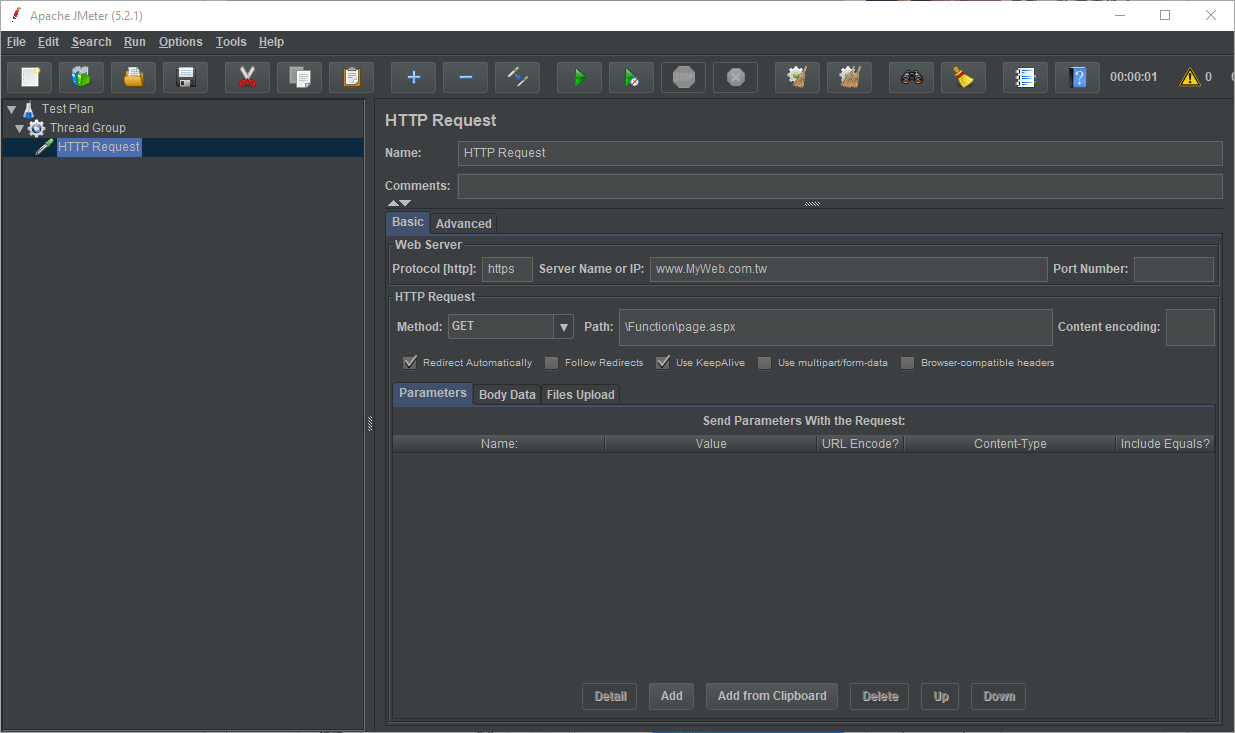 Apache JMeter (5.2.1)
File Edit Search Run Options Tools Help
STOP 00:00:01 0
Test Plan
Thread Group
HTTP Request
HTTP Request
Name: HTTP Request
Comments:
Basic Advanced
Web Server
Protocol [http]: https Server Name or IP: www.MyWeb.com.tw Port Number:
HTTP Request
Method: GET Path: \Function\page.aspx Content encoding:
Redirect Automatically Follow Redirects Use KeepAlive Use multipart/form-data Browser-compatible headers
Parameters Body Data Files Upload
Send Parameters With the Request:
Name: Value URL Encode? Content-Type Include Equals?
Detail Add Add from Clipboard Delete Up Down